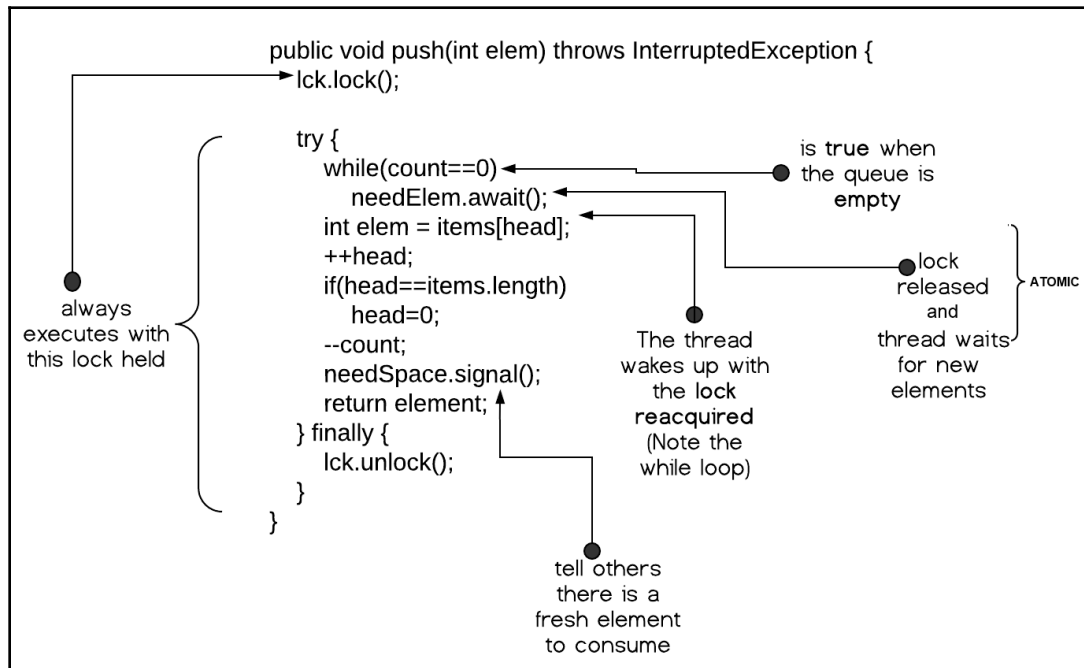 public void push(int elem) throws InterruptedException {
lck.lock();
try {
while(count==0)
needElem.await();
int elem = items[head];
++head;
if(head==items.length)
head=0;
--count;
needSpace.signal();
return element;
} finally {
lck.unlock();
}
}
always
executes with
this lock held
is true when
the queue is
empty
lock
released
and
thread waits
for new
elements
ATOMIC
The thread
wakes up with
the lock
reacquired
(Note the
while loop)
tell others
there is a
fresh element
to consume